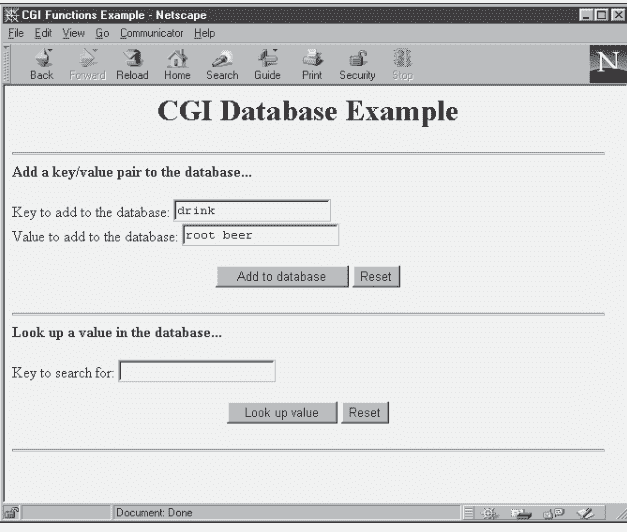 CGI Functions Example - Netscape
File Edit View Go Communicator Help
Back Forward Reload Home Search Guide Print Security Stop
N
CGI Database Example
Add a key/value pair to the database...
Key to add to the database: drink
Value to add to the database: root beer
Add to database Reset
Look up a value in the database...
Key to search for:
Look up value Reset
Document: Done